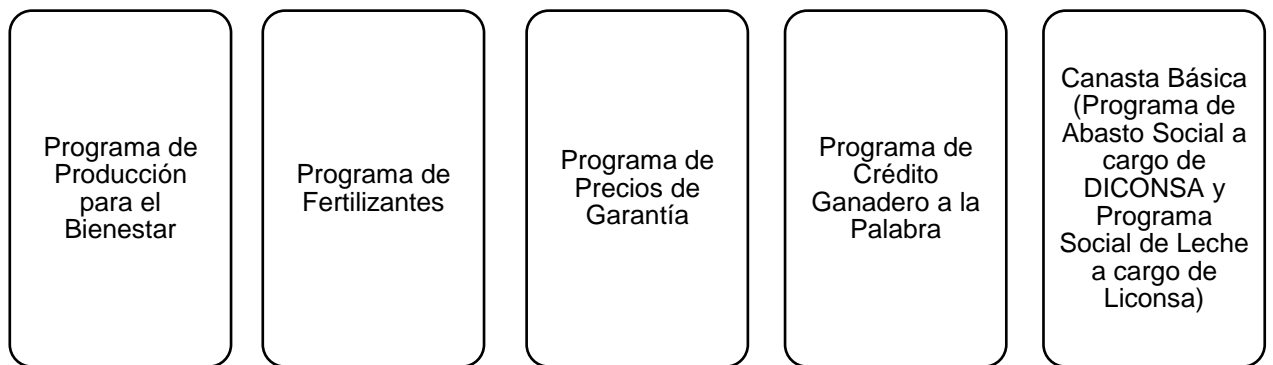 Programa de
Producción
para el
Bienestar
Programa de
Fertilizantes
Programa de
Precios de
Garantía
Programa de
Crédito
Ganadero a la
Palabra
Canasta Básica
(Programa de
Abasto Social a
cargo de
DICONSA y
Programa
Social de Leche
a cargo de
Liconsa)